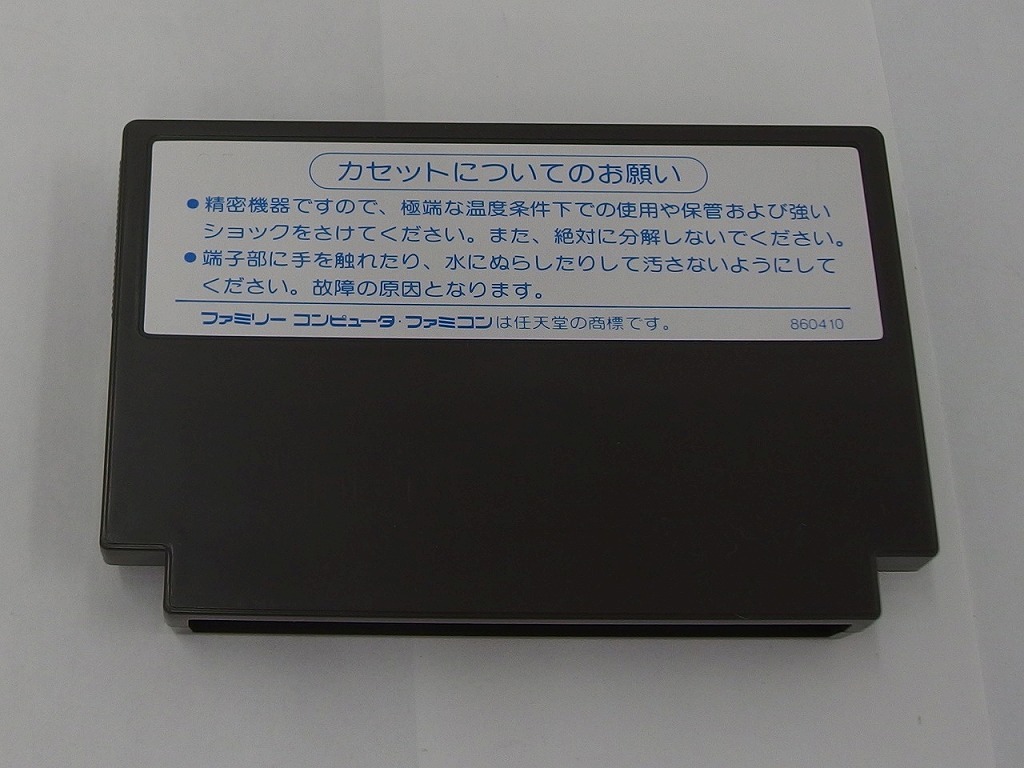 カセットについてのお願い
●精密機器ですので、極端な温度条件下での使用や保管および強い
ショックをさけてください。また、絶対に分解しないでください。
●端子部に手を触れたり、水にぬらしたりして汚さないようにして
ください。故障の原因となります。
ファミリー コンピュータ・ファミコンは任天堂の商標です。 860410